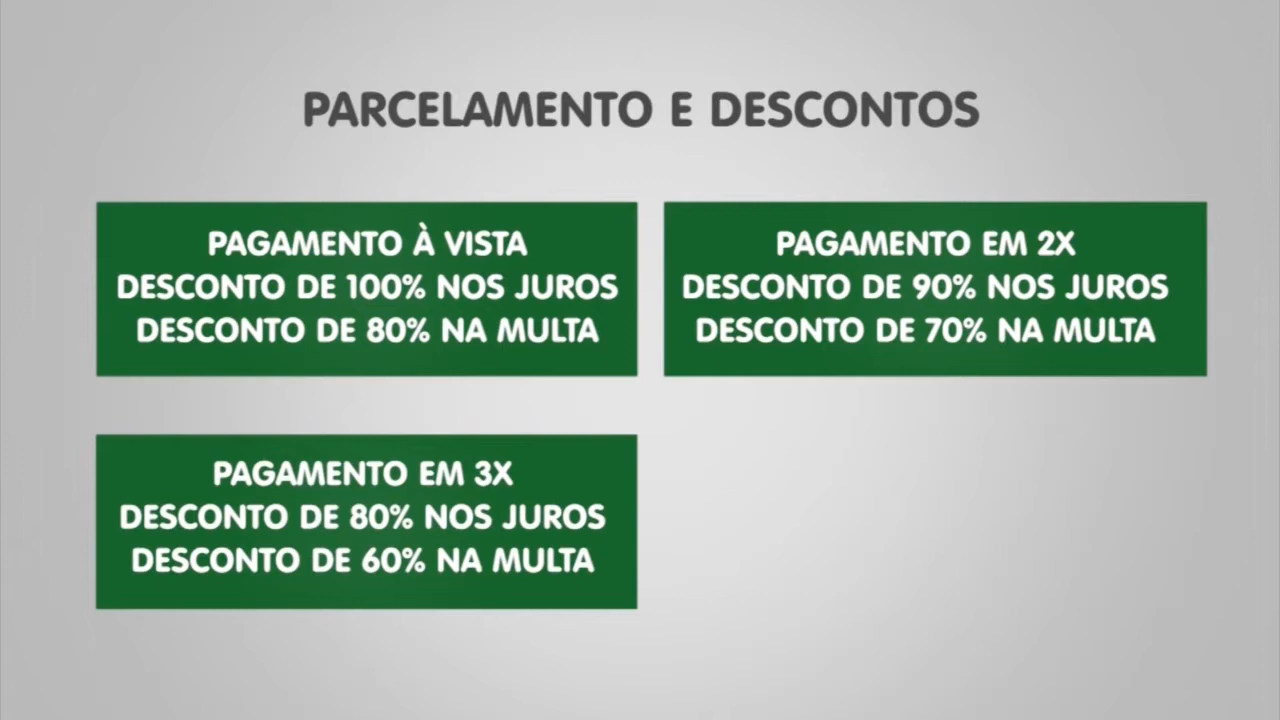 PARCELAMENTO E DESCONTOS
PAGAMENTO À VISTA
DESCONTO DE 100% NOS JUROS
DESCONTO DE 80% NA MULTA
PAGAMENTO EM 2X
DESCONTO DE 90% NOS JUROS
DESCONTO DE 70% NA MULTA
PAGAMENTO EM 3X
DESCONTO DE 80% NOS JUROS
DESCONTO DE 60% NA MULTA